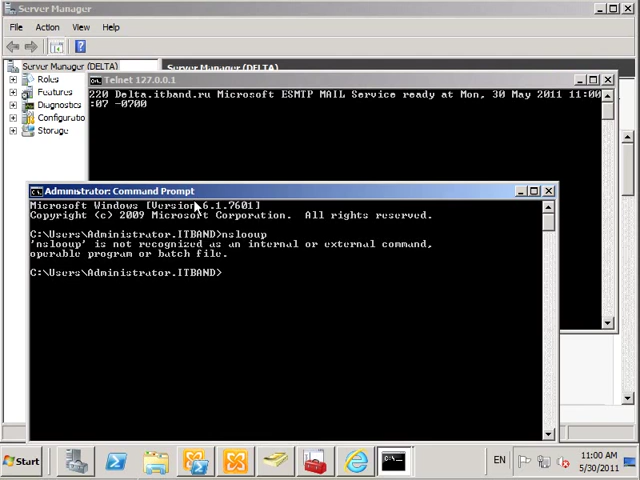 Server Manager
File Action View Help
Server Manager (DELTA)
Server Manager (DELTA)
Roles
Features
Diagnostics
Configuratio
Storage
Telnet 127.0.0.1
220 Delta.itband.ru Microsoft ESMTP MAIL Service ready at Mon, 30 May 2011 11:00
:07 -0700
Administrator: Command Prompt
Microsoft Windows [Version 6.1.7601]
Copyright (c) 2009 Microsoft Corporation. All rights reserved.
C:\Users\Administrator.ITBAND>nslooup
'nslooup' is not recognized as an internal or external command,
operable program or batch file.
C:\Users\Administrator.ITBAND>
Start
EN
11:00 AM
5/30/2011